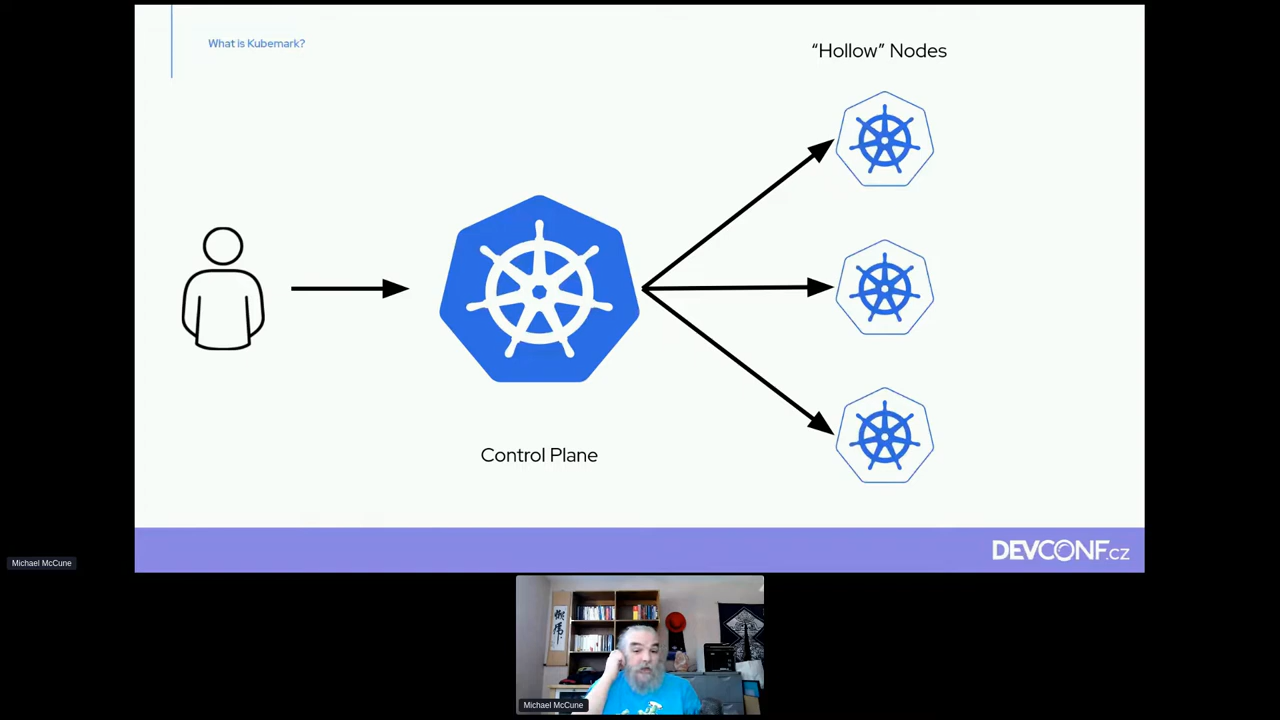 What is Kubemark?
“Hollow” Nodes
Control Plane
DEVCONF.cz
Michael McCune
Michael McCune